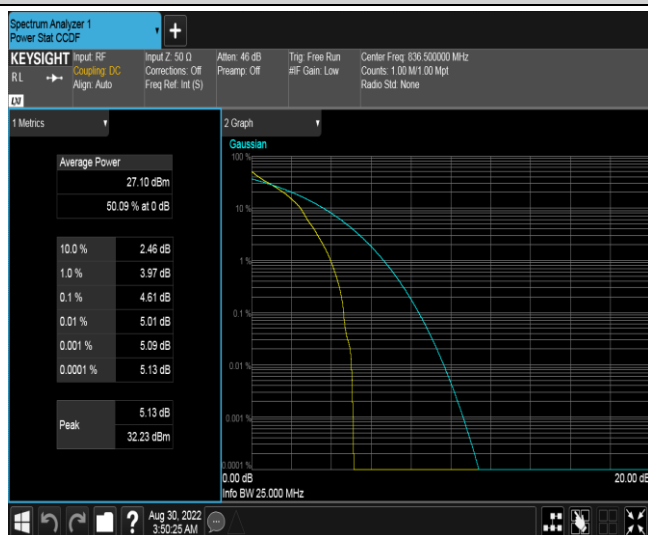 Spectrum Analyzer 1
Power Stat CCDF
+
KEYSIGHT
RL
LXI
Input: RF
Coupling: DC
Align: Auto
Input Z: 50 Ω
Corrections: Off
Freq Ref: Int (S)
Atten: 46 dB
Preamp: Off
Trig: Free Run
#IF Gain: Low
Center Freq: 836.500000 MHz
Counts: 1.00 M/1.00 Mpt
Radio Std: None
1 Metrics
Average Power
27.10 dBm
50.09 % at 0 dB
10.0 % 2.46 dB
1.0 % 3.97 dB
0.1 % 4.61 dB
0.01 % 5.01 dB
0.001 % 5.09 dB
0.0001 % 5.13 dB
Peak
5.13 dB
32.23 dBm
2 Graph
Gaussian
100 %
10 %
1 %
0.1 %
0.01 %
0.001 %
0.0001 %
0.00 dB 20.00 dB
Info BW 25.000 MHz
?
Aug 30, 2022
3:50:25 AM